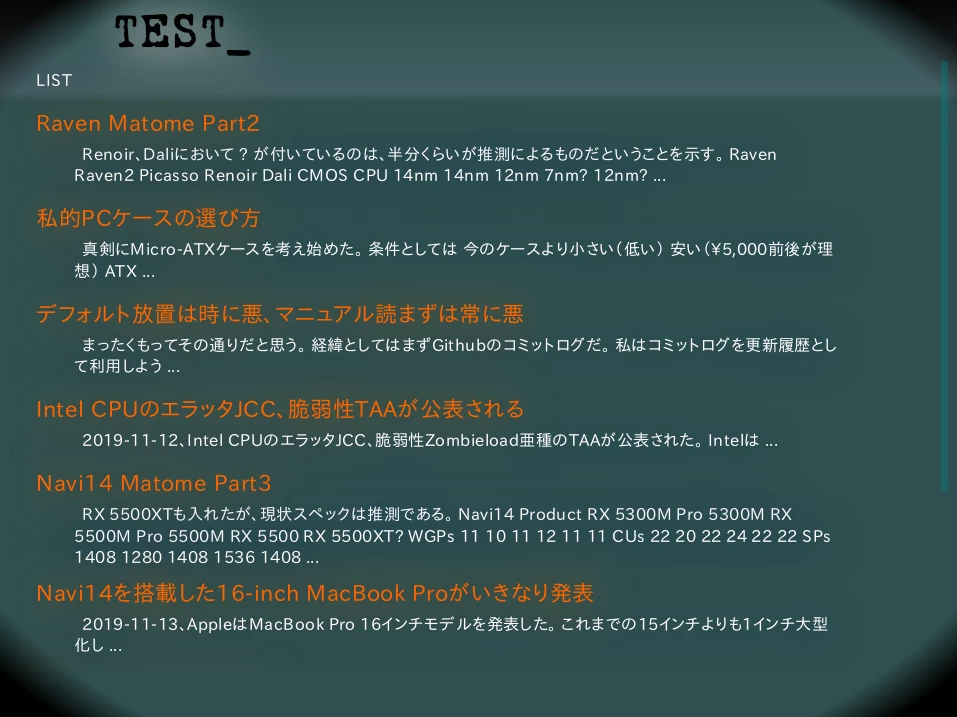 TEST_
LIST
Raven Matome Part2
Renoir、Daliにおいて ? が付いているのは、半分くらいが推測によるものだということを示す。 Raven
Raven2 Picasso Renoir Dali CMOS CPU 14nm 14nm 12nm 7nm? 12nm? ...
私的PCケースの選び方
真剣にMicro-ATXケースを考え始めた。 条件としては 今のケースより小さい（低い） 安い（¥5,000前後が理
想） ATX ...
デフォルト放置は時に悪、マニュアル読まずは常に悪
まったくもってその通りだと思う。 経緯としてはまずGithubのコミットログだ。 私はコミットログを更新履歴とし
て利用しよう ...
Intel CPUのエラッタJCC、脆弱性TAAが公表される
2019-11-12、Intel CPUのエラッタJCC、脆弱性Zombieload亜種のTAAが公表された。 Intelは ...
Navi14 Matome Part3
RX 5500XTも入れたが、現状スペックは推測である。 Navi14 Product RX 5300M Pro 5300M RX
5500M Pro 5500M RX 5500 RX 5500XT? WGPs 11 10 11 12 11 11 CUs 22 20 22 24 22 22 SPs
1408 1280 1408 1536 1408 ...
Navi14を搭載した16-inch MacBook Proがいきなり発表
2019-11-13、AppleはMacBook Pro 16インチモデルを発表した。 これまでの15インチよりも1インチ大型
化し ...